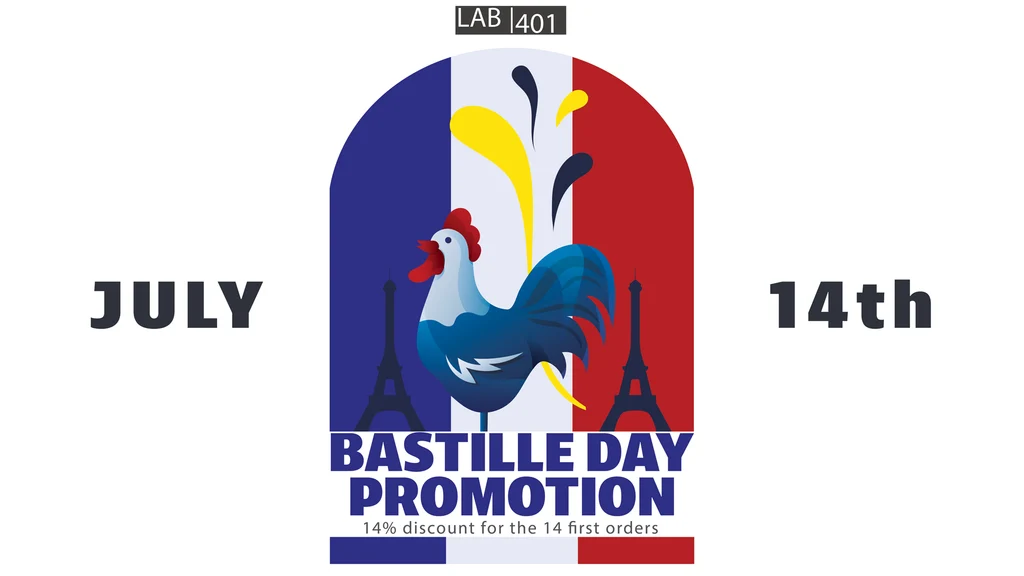 LAB |401
JULY
14th
BASTILLE DAY
PROMOTION
14% discount for the 14 first orders